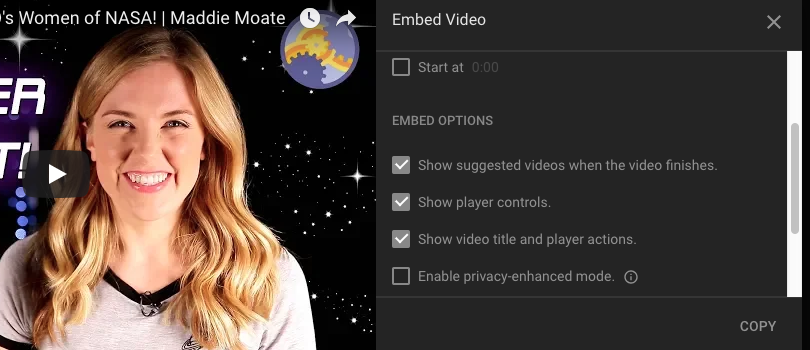 's Women of NASA! | Maddie Moate
ER
T!
Embed Video
Start at 0:00
EMBED OPTIONS
Show suggested videos when the video finishes.
Show player controls.
Show video title and player actions.
Enable privacy-enhanced mode.
COPY